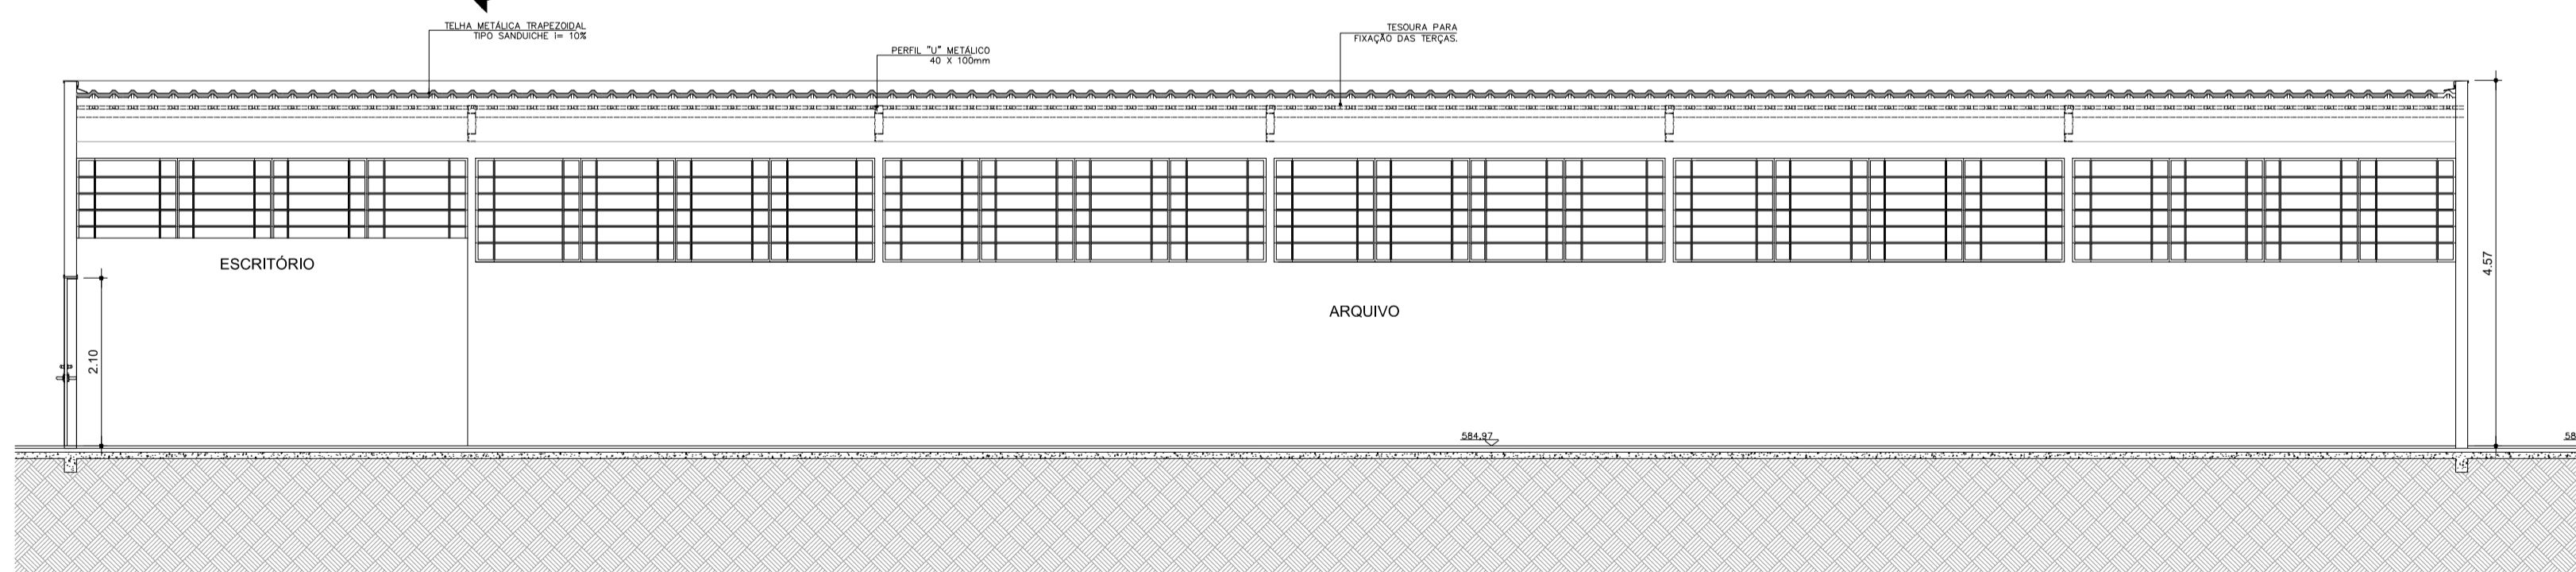 TELHA METÁLICA TRAPEZOIDAL
TIPO SANDUICHE i= 10%
PERFIL "U" METÁLICO
40 X 100mm
TESOURA PARA
FIXAÇÃO DAS TERÇAS.
ESCRITÓRIO
ARQUIVO
2.10
4.57
584,97
58